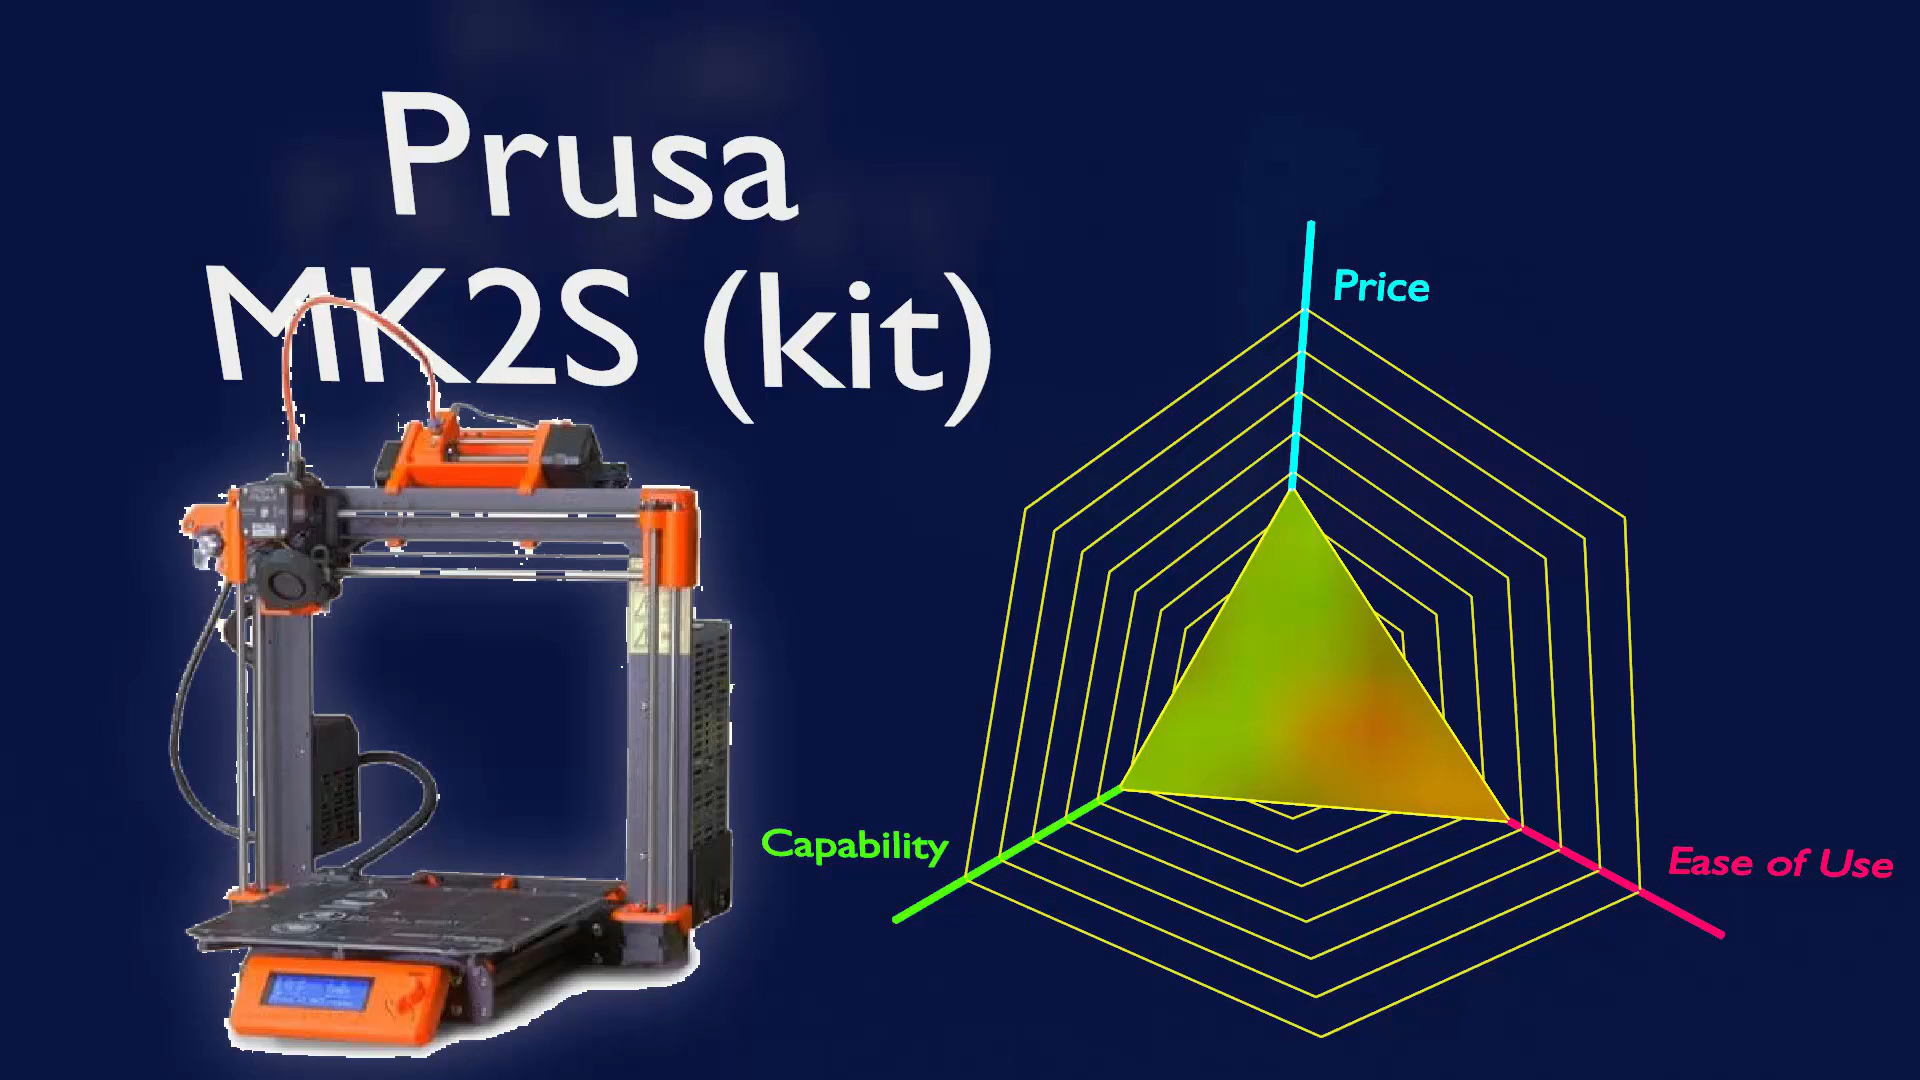 Prusa
MK2S (kit)
Price
Capability
Ease of Use